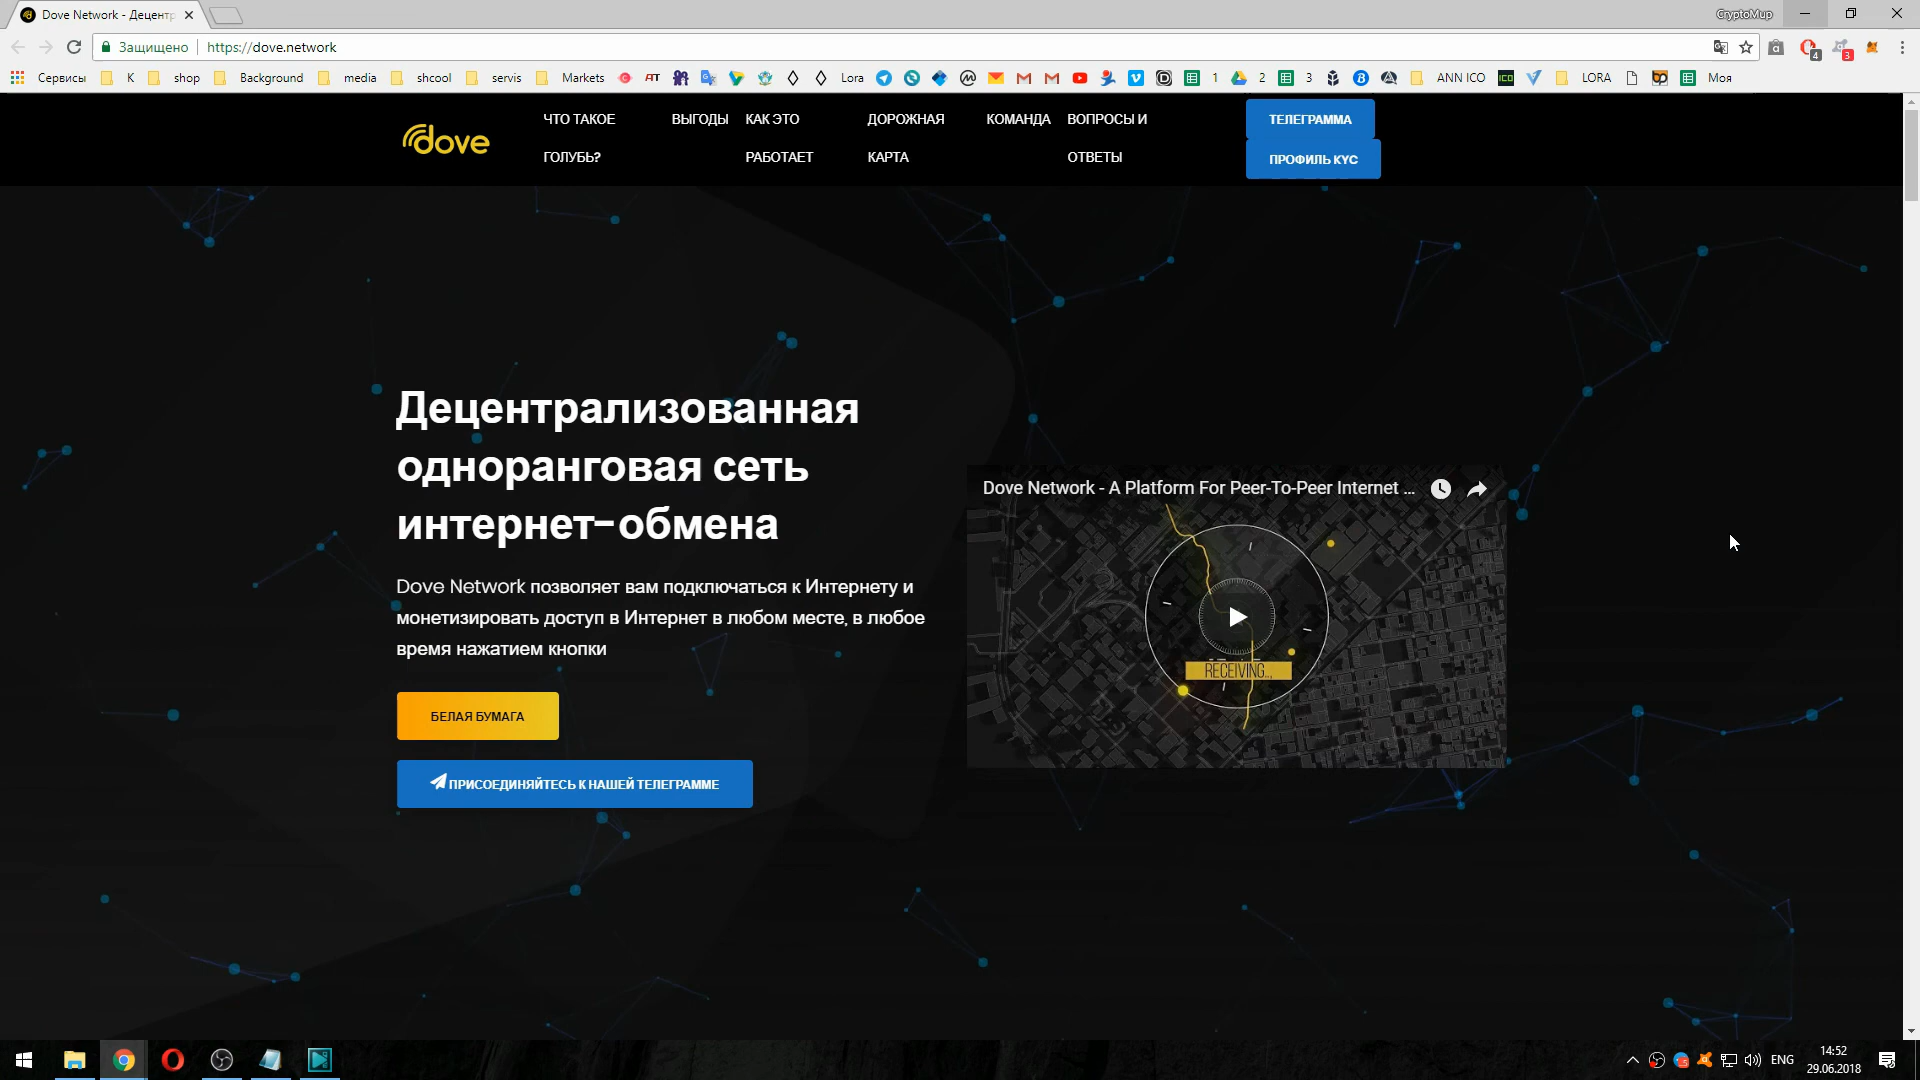 Dove Network - Децентр
CryptoMup
Защищено
https://dove.network
Сервисы
K
shop
Background
media
shcool
servis
Markets
Lora
1
2
3
ANN ICO
LORA
Моя
dove
ЧТО ТАКОЕ
ГОЛУБЬ?
ВЫГОДЫ
КАК ЭТО
РАБОТАЕТ
ДОРОЖНАЯ
КАРТА
КОМАНДА
ВОПРОСЫ И
ОТВЕТЫ
ТЕЛЕГРАММА
ПРОФИЛЬ KYC
Децентрализованная
одноранговая сеть
интернет-обмена
Dove Network позволяет вам подключаться к Интернету и
монетизировать доступ в Интернет в любом месте, в любое
время нажатием кнопки
БЕЛАЯ БУМАГА
ПРИСОЕДИНЯЙТЕСЬ К НАШЕЙ ТЕЛЕГРАММЕ
Dove Network - A Platform For Peer-To-Peer Internet ...
RECEIVING...
ENG
14:52
29.06.2018